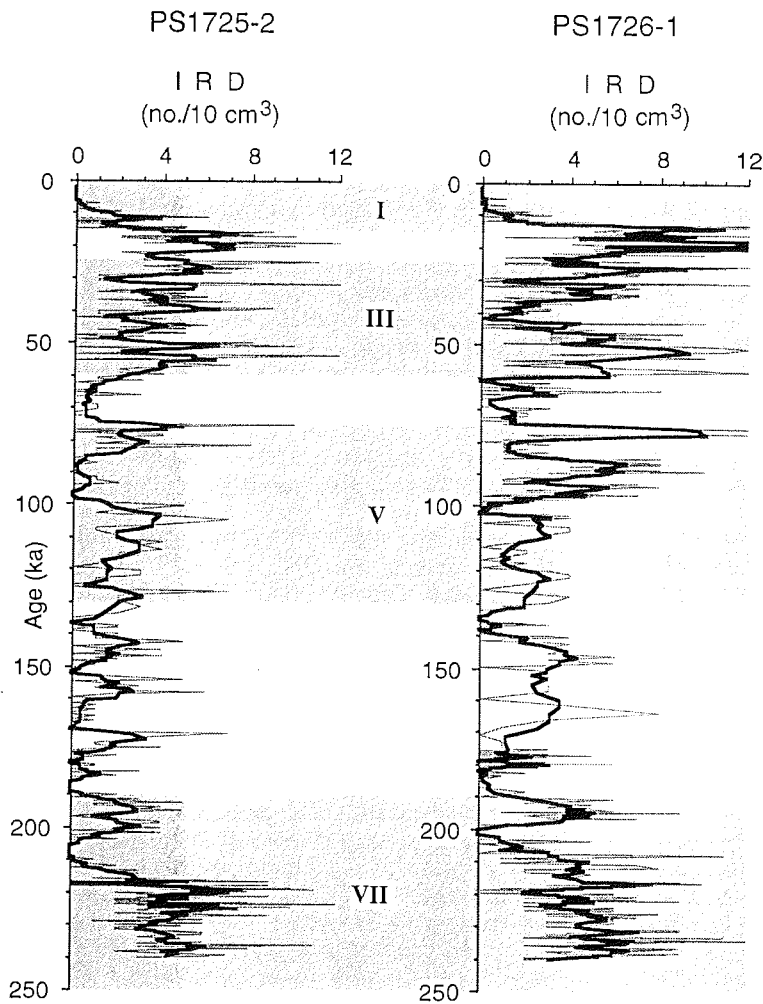 PS1725-2
PS1726-1
I R D
(no./10 cm³)
I R D
(no./10 cm³)
0 4 8 12
0 4 8 12
0
50
100
150
200
250
Age (ka)
0
50
100
150
200
250
I
III
V
VII